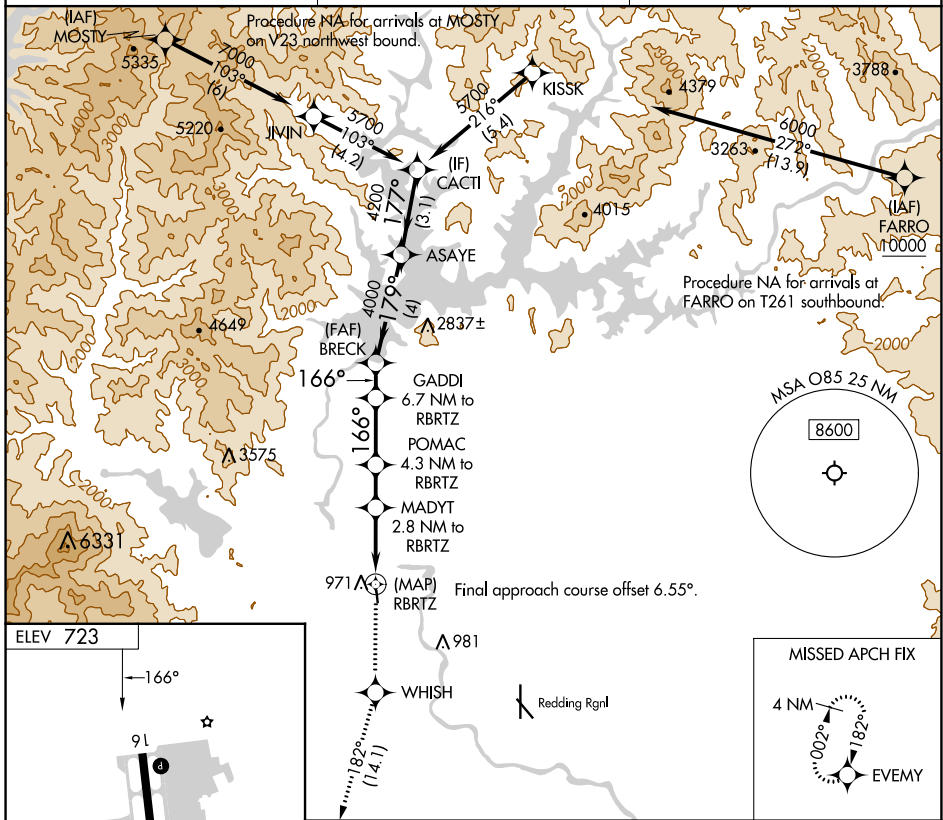 (IAF)
MOSTY
Procedure NA for arrivals at MOSTY
on V23 northwest bound.
5335
7000
103°
(6)
5220
JIVIN
5700
103°
(4.2)
KISSK
5700
216°
(5.4)
4379
3788
3263
6000
272°
(13.9)
(IAF)
FARRO
10000
(IF)
CACTI
4800
177°
(3.1)
2000
4015
ASAYE
Procedure NA for arrivals at
FARRO on T261 southbound.
4000
179°
(4)
4649
2000
2837±
2000
(FAF)
BRECK
166°
GADDI
6.7 NM to
RBRTZ
166°
POMAC
4.3 NM to
RBRTZ
3575
2000
MADYT
2.8 NM to
RBRTZ
MSA O85 25 NM
8600
6331
971
(MAP)
RBRTZ
Final approach course offset 6.55°.
981
WHISH
182°
(14.1)
Redding Rgnl
ELEV 723
166°
16
P
MISSED APCH FIX
4 NM
002°
182°
EVEMY